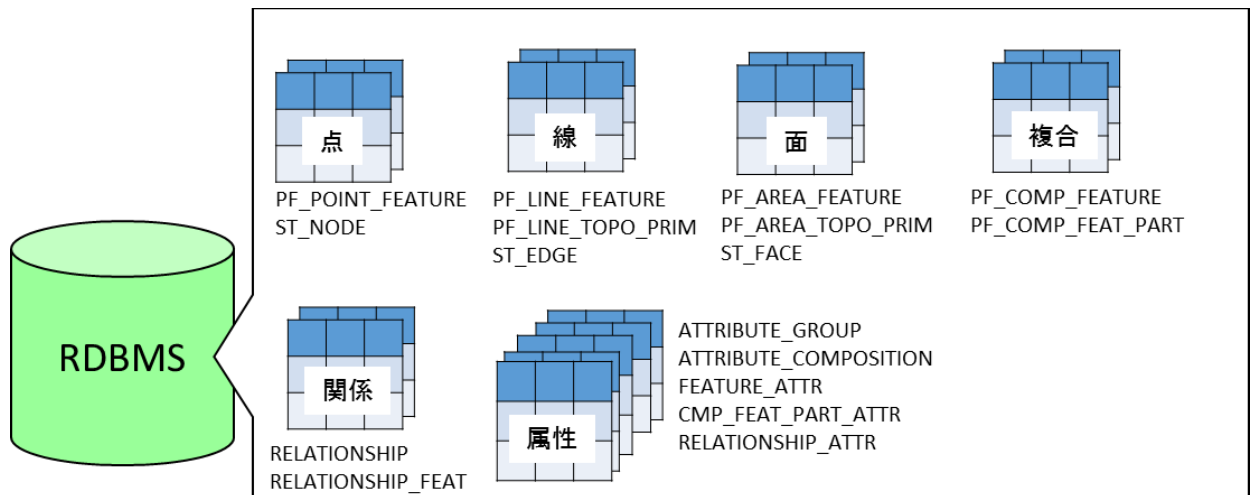 点
PF_POINT_FEATURE
ST_NODE
線
PF_LINE_FEATURE
PF_LINE_TOPO_PRIM
ST_EDGE
面
PF_AREA_FEATURE
PF_AREA_TOPO_PRIM
ST_FACE
複合
PF_COMP_FEATURE
PF_COMP_FEAT_PART
RDBMS
関係
RELATIONSHIP
RELATIONSHIP_FEAT
属性
ATTRIBUTE_GROUP
ATTRIBUTE_COMPOSITION
FEATURE_ATTR
CMP_FEAT_PART_ATTR
RELATIONSHIP_ATTR